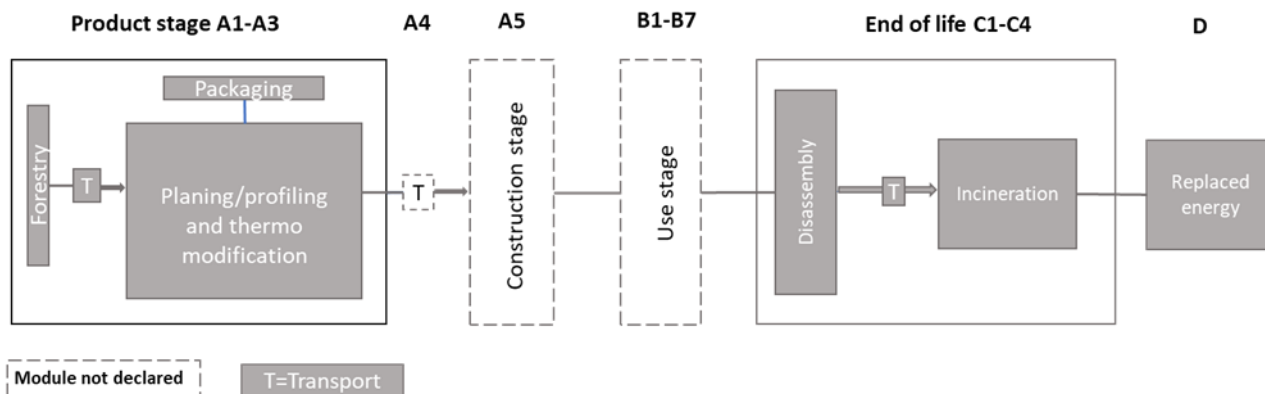 Product stage A1-A3
A4
A5
B1-B7
End of life C1-C4
D
Packaging
Forestry
T
Planing/profiling
and thermo
modification
T
Construction stage
Use stage
Disassembly
T
Incineration
Replaced
energy
Module not declared
T=Transport